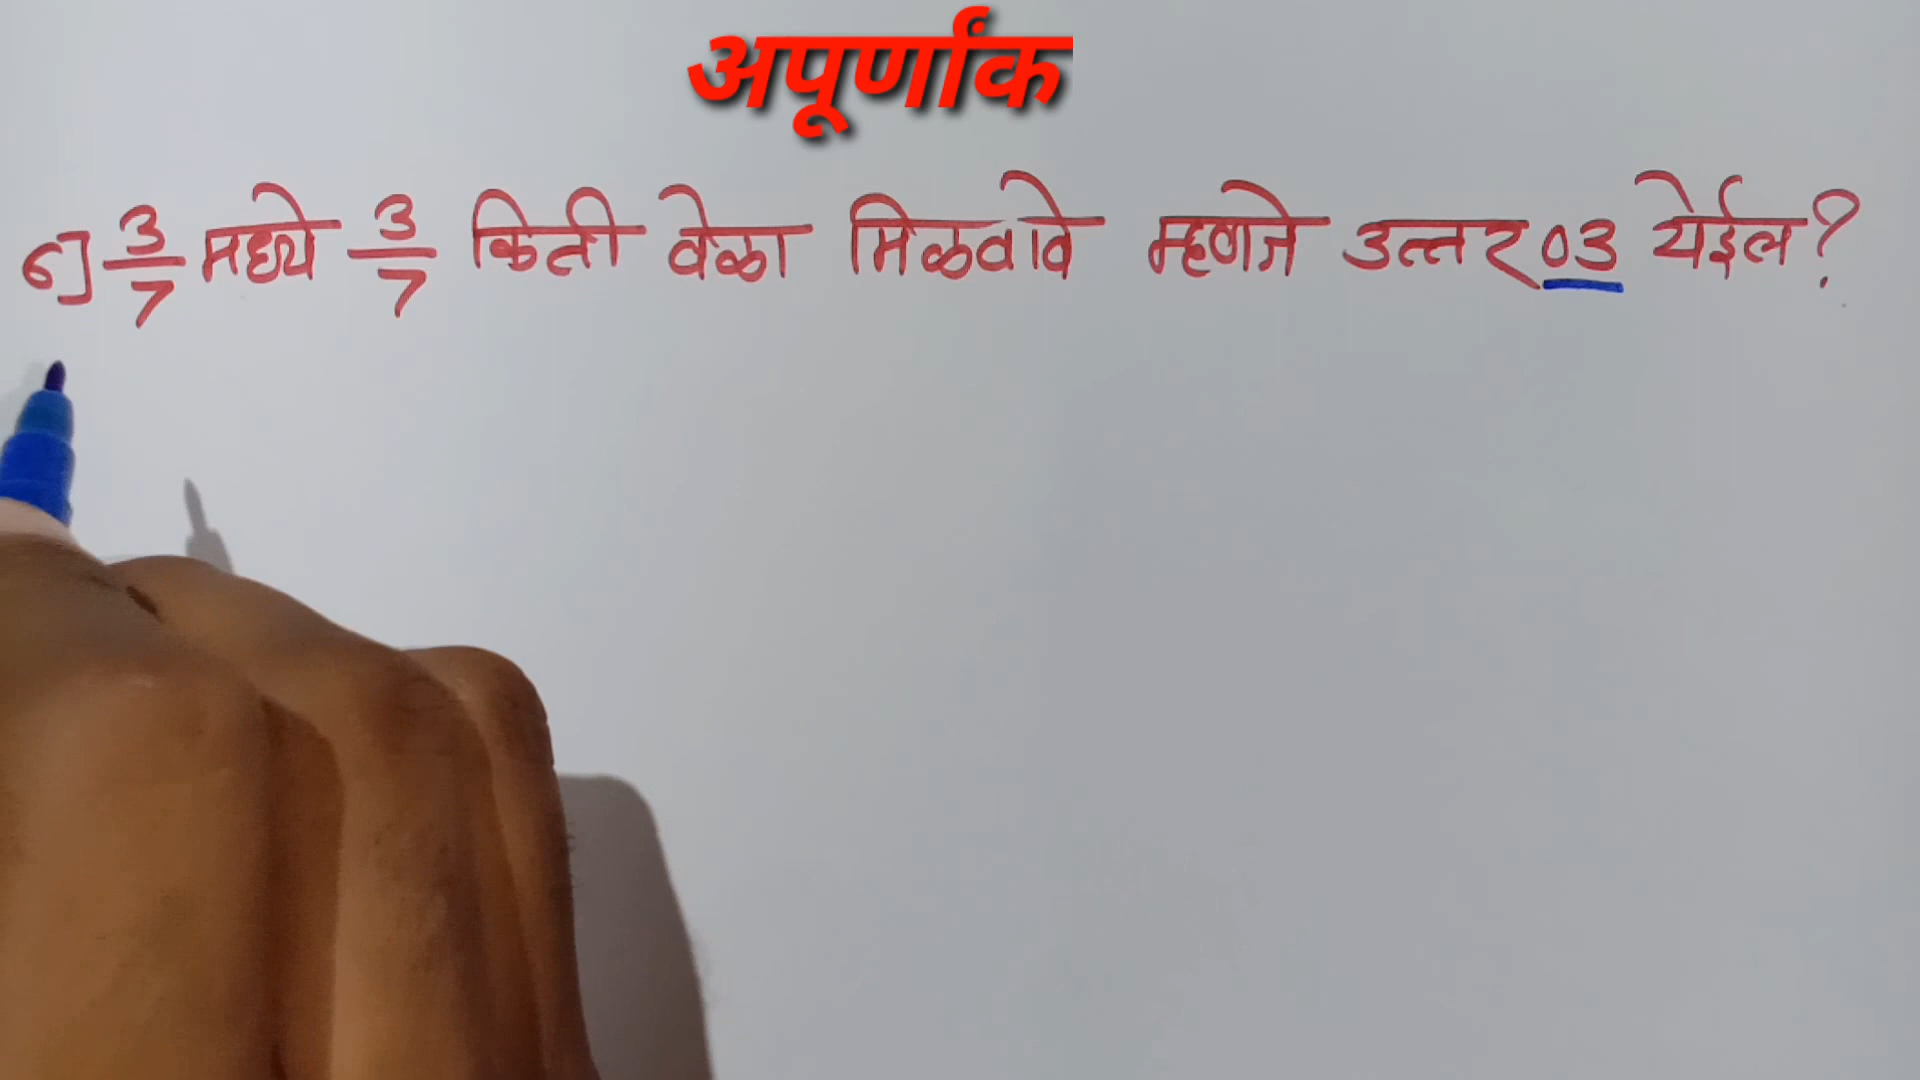 अपूर्णांक
6] 3/7 मध्ये 3/7 किती वेळा मिळवावे म्हणजे उत्तर 03 येईल?